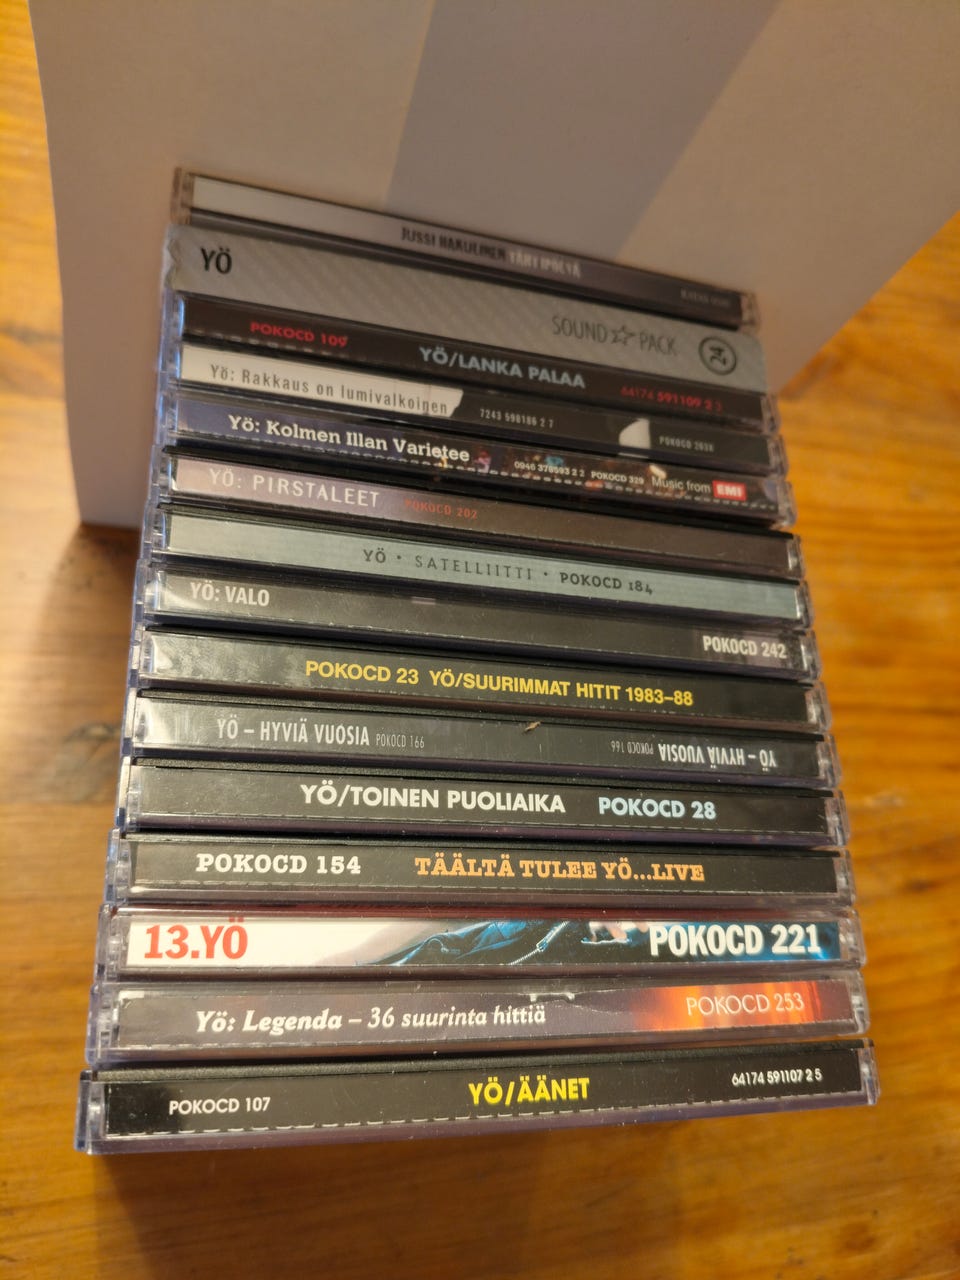 JUSSI HAKULINEN TÄHTIPÖLYÄ
YÖ SOUND ☆ PACK
POKOCD 109 YÖ/LANKA PALAA 64174 591109 2 3
Yö: Rakkaus on lumivalkoinen 7243 598186 2 7 POKOCD 263X
Yö: Kolmen Illan Varietee 0946 378593 2 2 POKOCD 329 Music from EMI
YÖ: PIRSTALEET POKOCD 202
YÖ · SATELLIITTI · POKOCD 184
YÖ: VALO POKOCD 242
POKOCD 23 YÖ/SUURIMMAT HITIT 1983–88
YÖ – HYVIÄ VUOSIA POKOCD 166 YÖ – HYVIÄ VUOSIA POKOCD 166
YÖ/TOINEN PUOLIAIKA POKOCD 28
POKOCD 154 TÄÄLTÄ TULEE YÖ...LIVE
13.YÖ POKOCD 221
Yö: Legenda – 36 suurinta hittiä POKOCD 253
POKOCD 107 YÖ/ÄÄNET 64174 591107 2 5